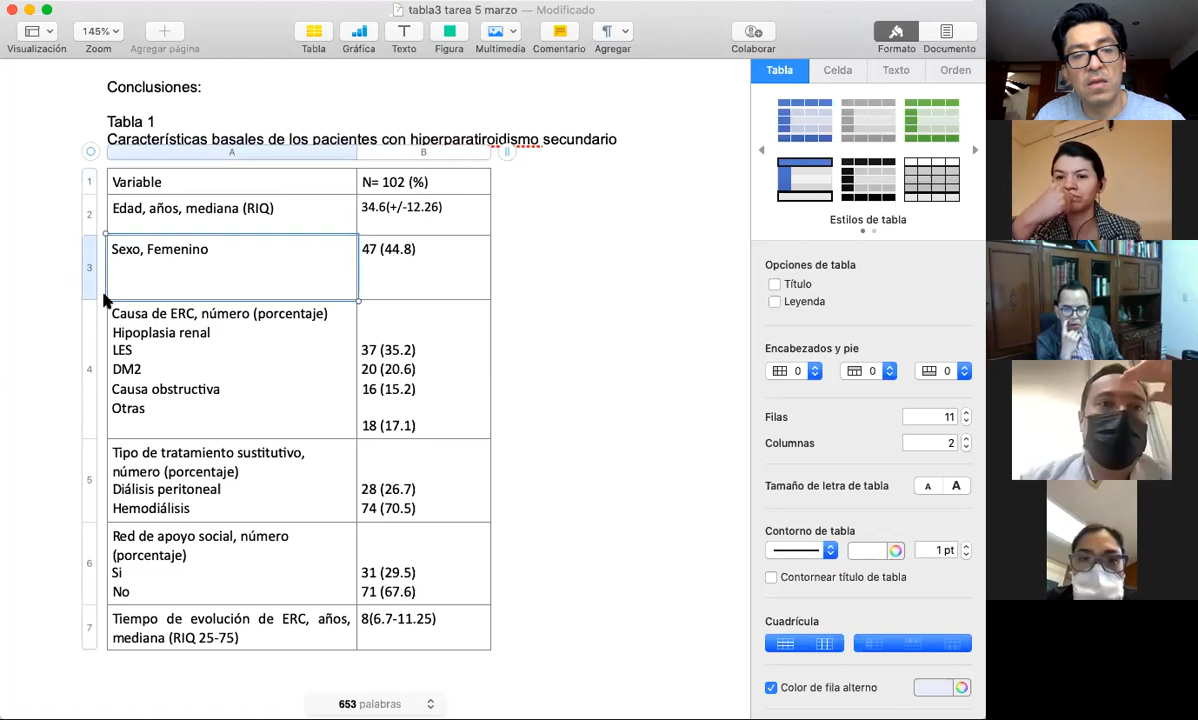 tabla3 tarea 5 marzo — Modificado
145%
Visualización Zoom Agregar página Tabla Gráfica Texto Figura Multimedia Comentario Agregar Colaborar Formato Documento
Conclusiones:
Tabla 1
Características basales de los pacientes con hiperparatiroidismo secundario
A B
1 Variable N= 102 (%)
2 Edad, años, mediana (RIQ) 34.6(+/-12.26)
3 Sexo, Femenino 47 (44.8)
Causa de ERC, número (porcentaje)
Hipoplasia renal
LES 37 (35.2)
4 DM2 20 (20.6)
Causa obstructiva 16 (15.2)
Otras
18 (17.1)
Tipo de tratamiento sustitutivo,
5 número (porcentaje)
Diálisis peritoneal 28 (26.7)
Hemodiálisis 74 (70.5)
Red de apoyo social, número
6 (porcentaje)
Si 31 (29.5)
No 71 (67.6)
Tiempo de evolución de ERC, años, 8(6.7-11.25)
7 mediana (RIQ 25-75)
653 palabras
Tabla Celda Texto Orden
Estilos de tabla
Opciones de tabla
Título
Leyenda
Encabezados y pie
0 0 0
Filas 11
Columnas 2
Tamaño de letra de tabla A A
Contorno de tabla
1 pt
Contornear título de tabla
Cuadrícula
Color de fila alterno